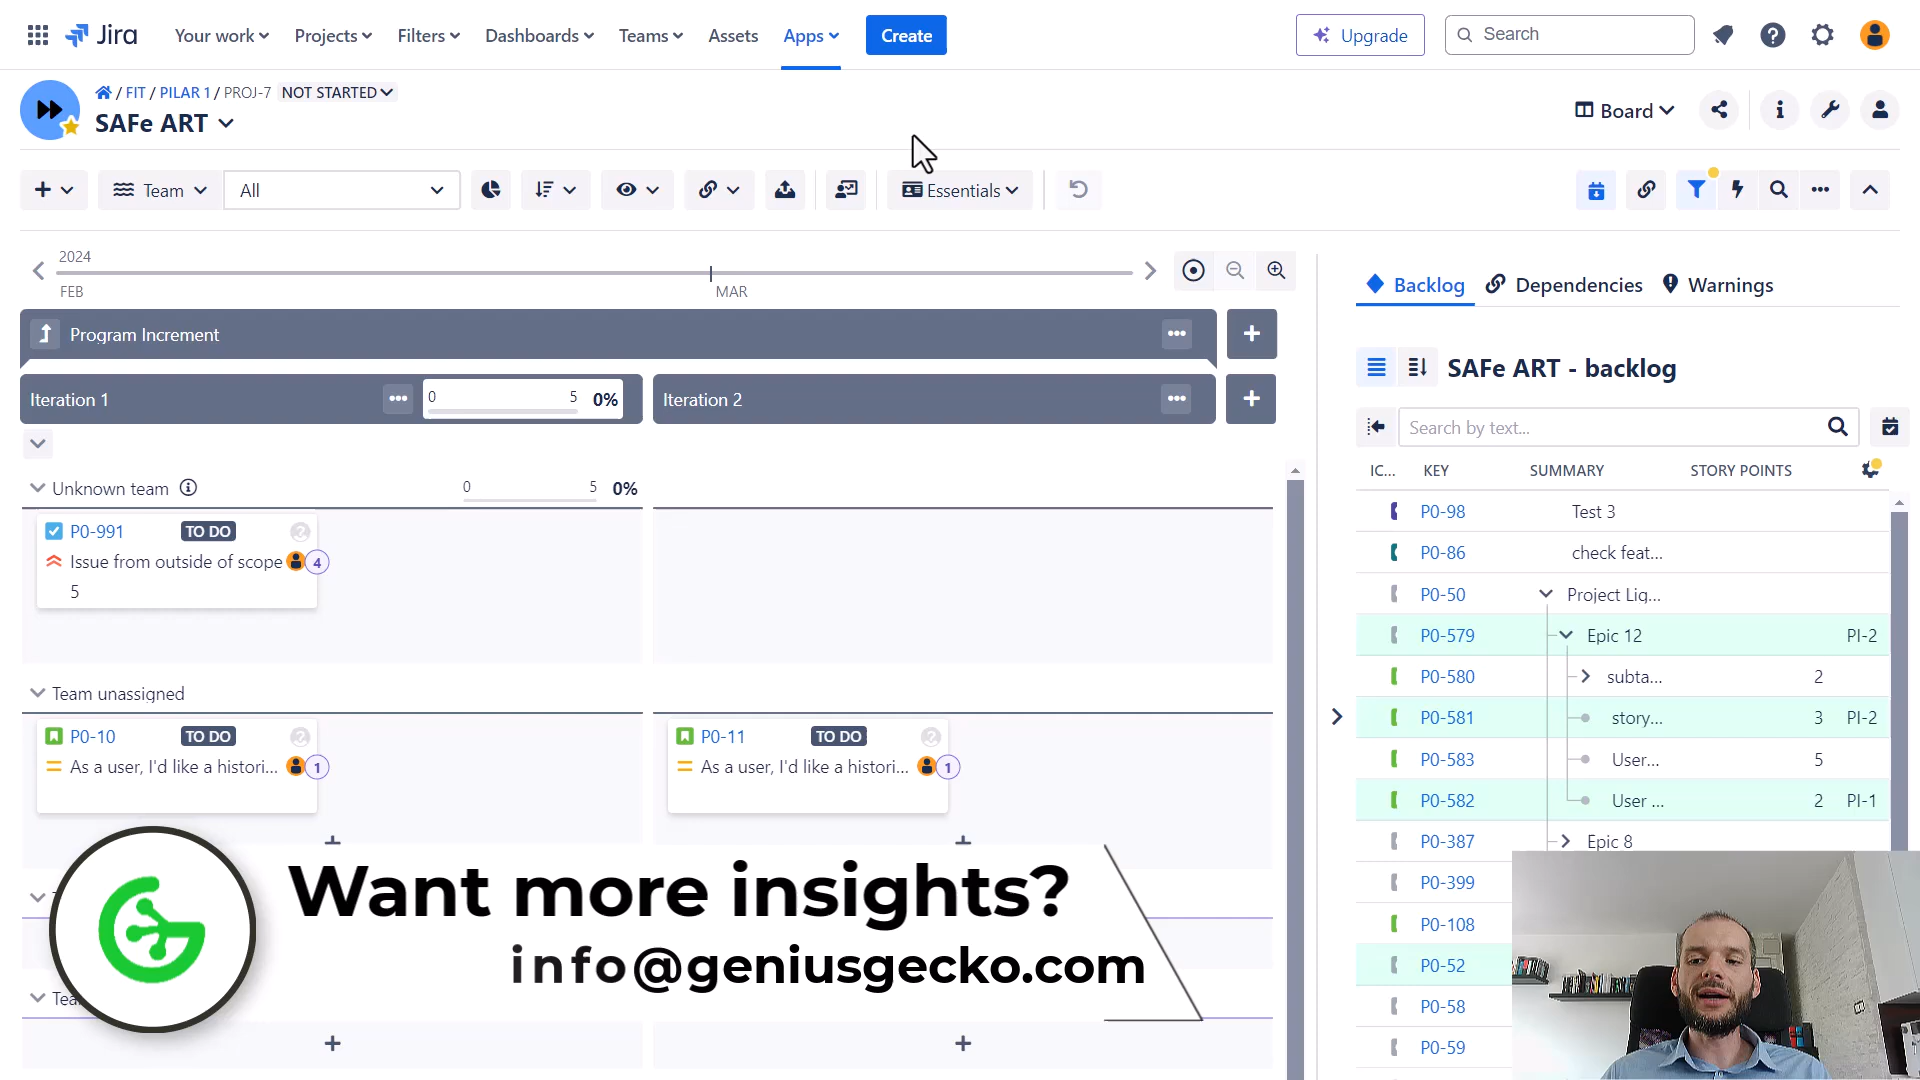 Jira
Your work Projects Filters Dashboards Teams Assets Apps Create Upgrade Search
/ FIT / PILAR 1 / PROJ-7 NOT STARTED
SAFe ART
Board
Team All Essentials
2024
FEB MAR
Program Increment
Iteration 1 0 5 0% Iteration 2
Unknown team 0 5 0%
P0-991 TO DO
Issue from outside of scope 4
5
Team unassigned
P0-10 TO DO
As a user, I'd like a histori... 1
P0-11 TO DO
As a user, I'd like a histori... 1
Want more insights?
info@geniusgecko.com
Backlog Dependencies Warnings
SAFe ART - backlog
Search by text...
IC... KEY SUMMARY STORY POINTS
P0-98 Test 3
P0-86 check feat...
P0-50 Project Liq...
P0-579 Epic 12 PI-2
P0-580 subta... 2
P0-581 story... 3 PI-2
P0-583 User... 5
P0-582 User ... 2 PI-1
P0-387 Epic 8
P0-399
P0-108
P0-52
P0-58
P0-59